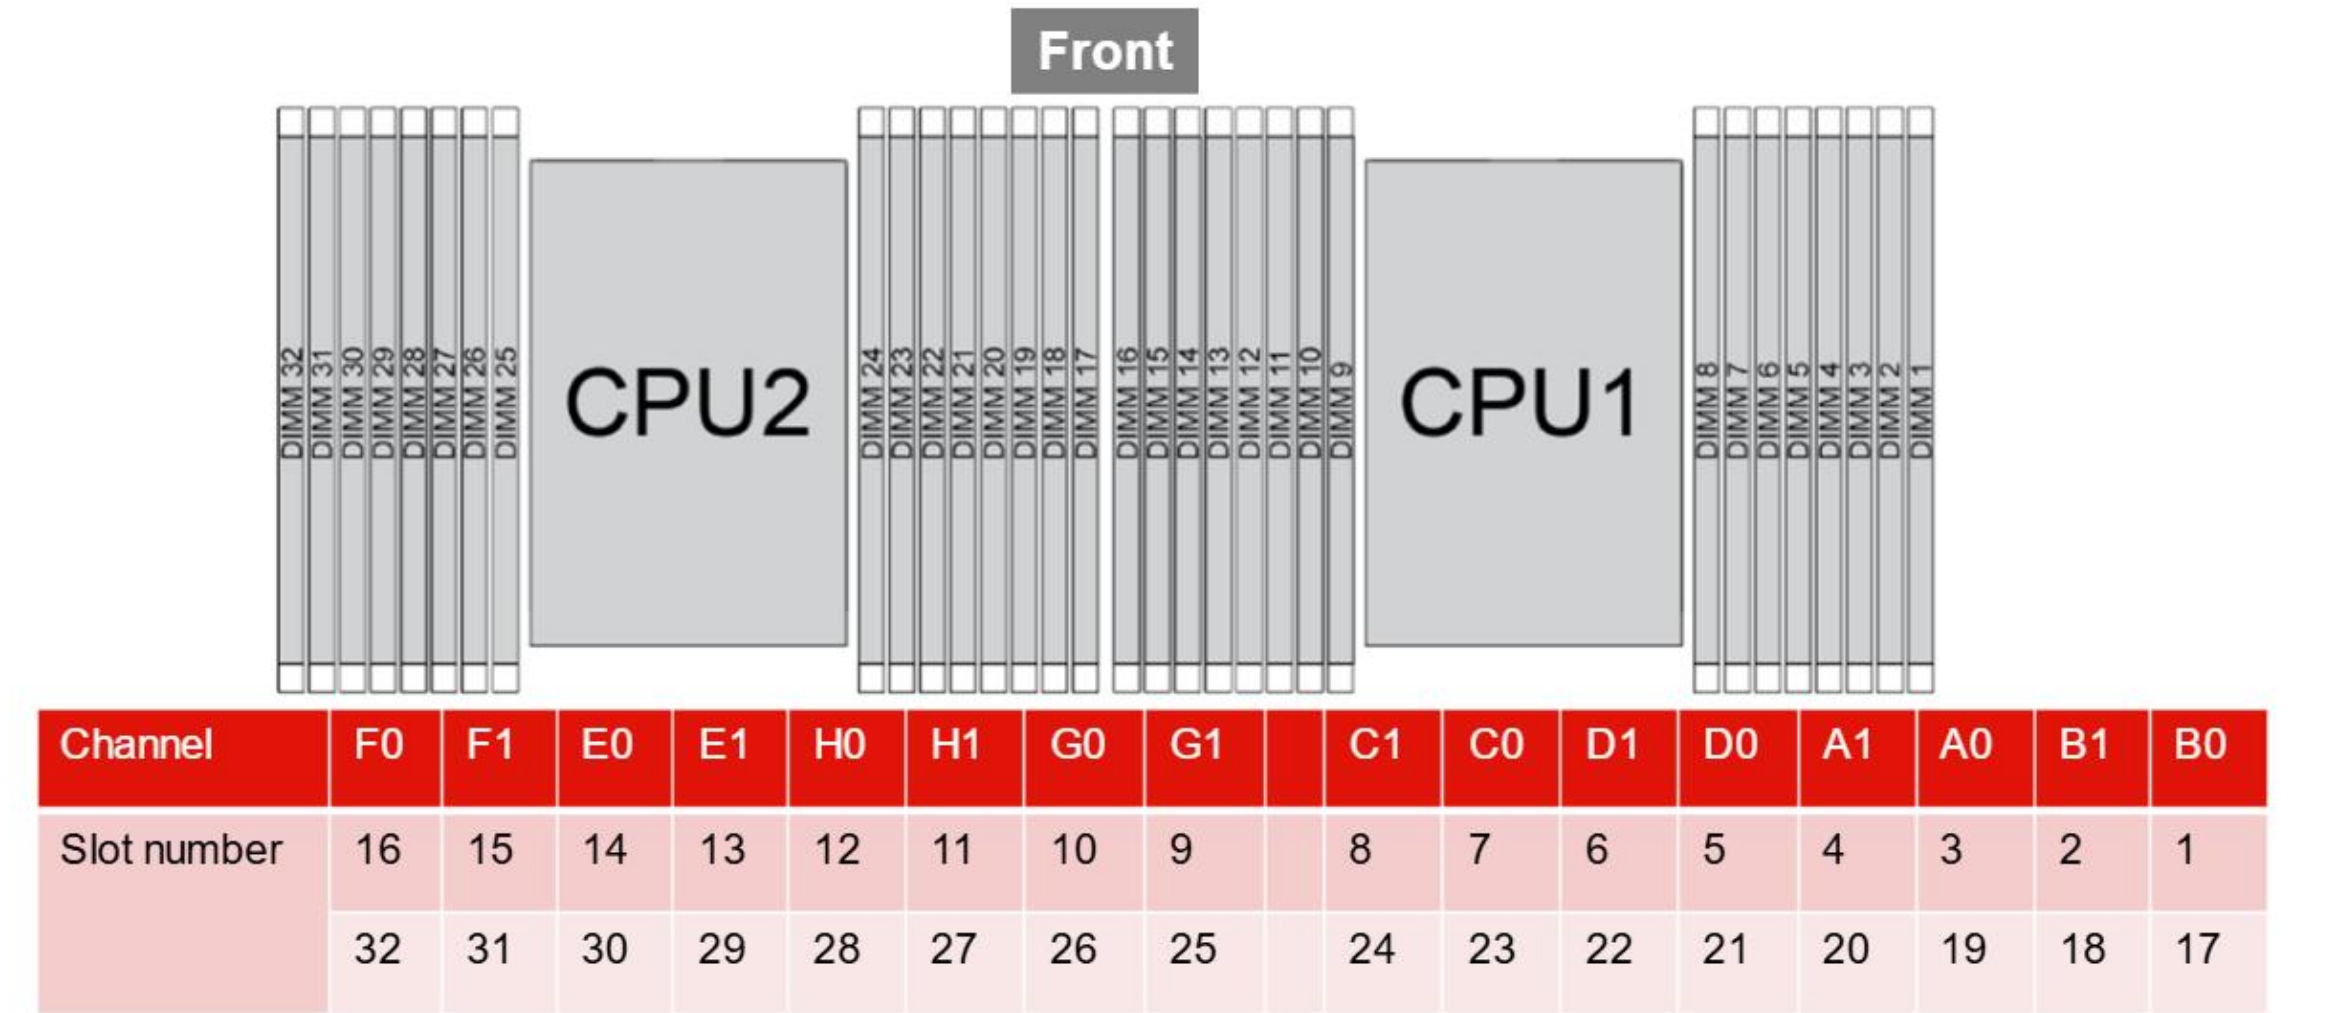 Front
DIMM 32
DIMM 31
DIMM 30
DIMM 29
DIMM 28
DIMM 27
DIMM 26
DIMM 25
CPU2
DIMM 24
DIMM 23
DIMM 22
DIMM 21
DIMM 20
DIMM 19
DIMM 18
DIMM 17
DIMM 16
DIMM 15
DIMM 14
DIMM 13
DIMM 12
DIMM 11
DIMM 10
DIMM 9
CPU1
DIMM 8
DIMM 7
DIMM 6
DIMM 5
DIMM 4
DIMM 3
DIMM 2
DIMM 1
Channel F0 F1 E0 E1 H0 H1 G0 G1 C1 C0 D1 D0 A1 A0 B1 B0
Slot number 16 15 14 13 12 11 10 9 8 7 6 5 4 3 2 1
32 31 30 29 28 27 26 25 24 23 22 21 20 19 18 17